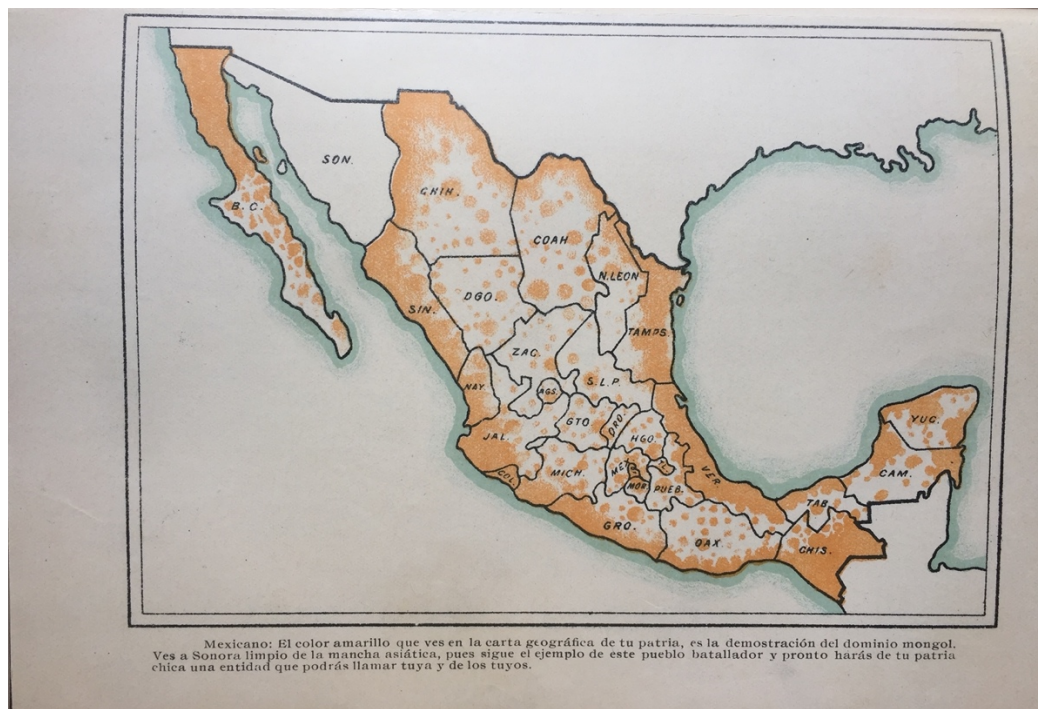 SON.
CHIH.
B.C.
COAH
N.LEON
DGO.
SIN.
TAMPS.
ZAC.
S.L.P.
NAY.
AGS.
GTO
QRO.
HGO.
YUC.
JAL.
COL.
MICH.
MEX.
TL.
MOR.
PUEB.
VER.
CAM.
TAB.
GRO.
OAX.
CHIS.
Mexicano: El color amarillo que ves en la carta geográfica de tu patria, es la demostración del dominio mongol.
Ves a Sonora limpio de la mancha asiática, pues sigue el ejemplo de este pueblo batallador y pronto harás de tu patria
chica una entidad que podrás llamar tuya y de los tuyos.